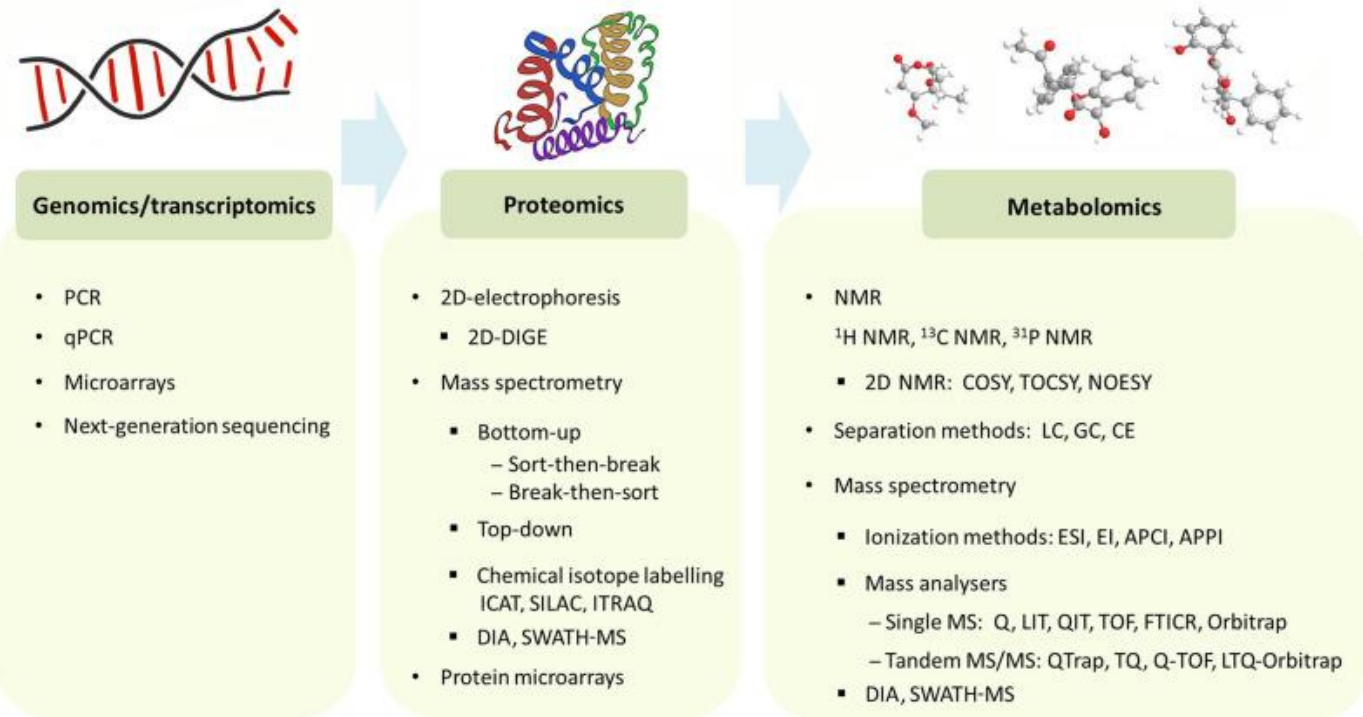 Genomics/transcriptomics
• PCR
• qPCR
• Microarrays
• Next-generation sequencing
Proteomics
• 2D-electrophoresis
▪ 2D-DIGE
• Mass spectrometry
▪ Bottom-up
– Sort-then-break
– Break-then-sort
▪ Top-down
▪ Chemical isotope labelling
ICAT, SILAC, ITRAQ
▪ DIA, SWATH-MS
• Protein microarrays
Metabolomics
• NMR
¹H NMR, ¹³C NMR, ³¹P NMR
▪ 2D NMR: COSY, TOCSY, NOESY
• Separation methods: LC, GC, CE
• Mass spectrometry
▪ Ionization methods: ESI, EI, APCI, APPI
▪ Mass analysers
– Single MS: Q, LIT, QIT, TOF, FTICR, Orbitrap
– Tandem MS/MS: QTrap, TQ, Q-TOF, LTQ-Orbitrap
▪ DIA, SWATH-MS